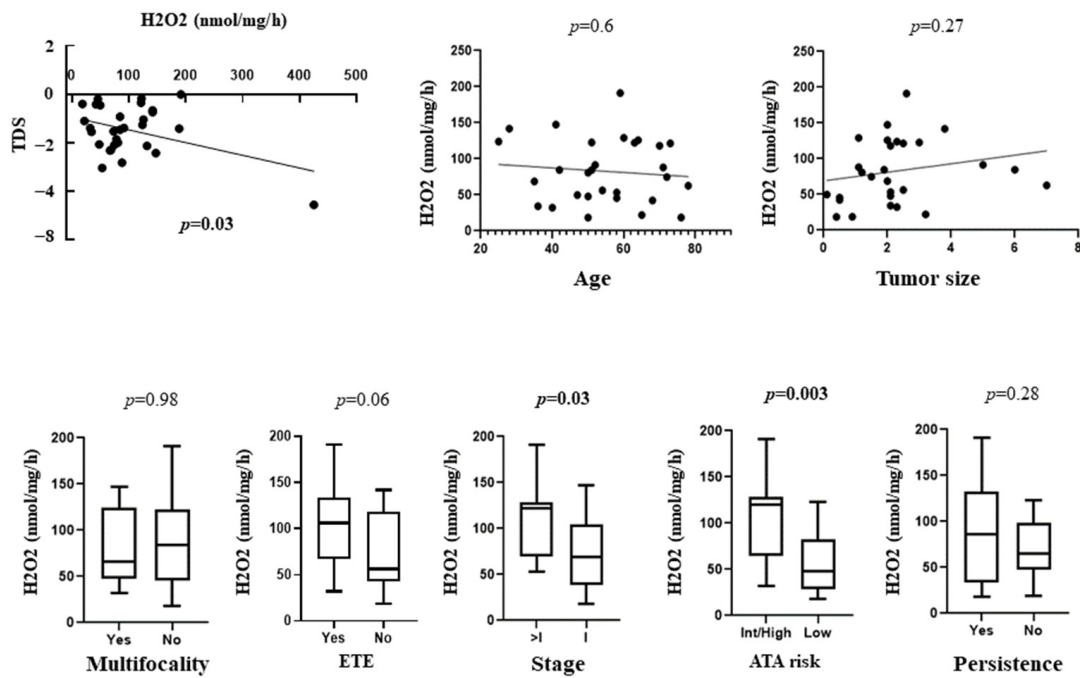 H2O2 (nmol/mg/h)
0 100 200 300 400 500
2
0
−2
−4
−6
−8
TDS
p=0.03
p=0.6
250
200
150
100
50
0
H2O2 (nmol/mg/h)
20 40 60 80
Age
p=0.27
250
200
150
100
50
0
H2O2 (nmol/mg/h)
0 2 4 6 8
Tumor size
p=0.98
200
150
100
50
0
H2O2 (nmol/mg/h)
Yes No
Multifocality
p=0.06
200
150
100
50
0
H2O2 (nmol/mg/h)
Yes No
ETE
p=0.03
200
150
100
50
0
H2O2 (nmol/mg/h)
>I I
Stage
p=0.003
200
150
100
50
0
H2O2 (nmol/mg/h)
Int/High Low
ATA risk
p=0.28
200
150
100
50
0
H2O2 (nmol/mg/h)
Yes No
Persistence